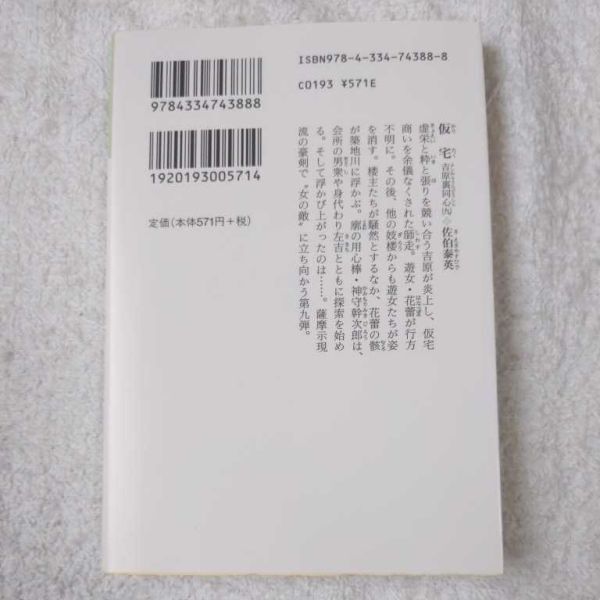 ISBN978-4-334-74388-8
C0193 ¥571E
9784334743888
1920193005714
定価(本体571円+税)
仮宅 吉原裏同心(九) 佐伯泰英
虚栄と粋と張りを競い合う吉原が炎上し、仮宅
商いを余儀なくされた師走。遊女・花蕾が行方
不明に。その後、他の妓楼からも遊女たちが姿
を消す。楼主たちが騒然とするなか、花蕾の骸
が築地川に浮かぶ。廓の用心棒・神守幹次郎は、
会所の男衆や身代わり左吉とともに探索を始め
る。そして浮かび上がったのは……。薩摩示現
流の豪剣で〝女の敵〟に立ち向かう第九弾。